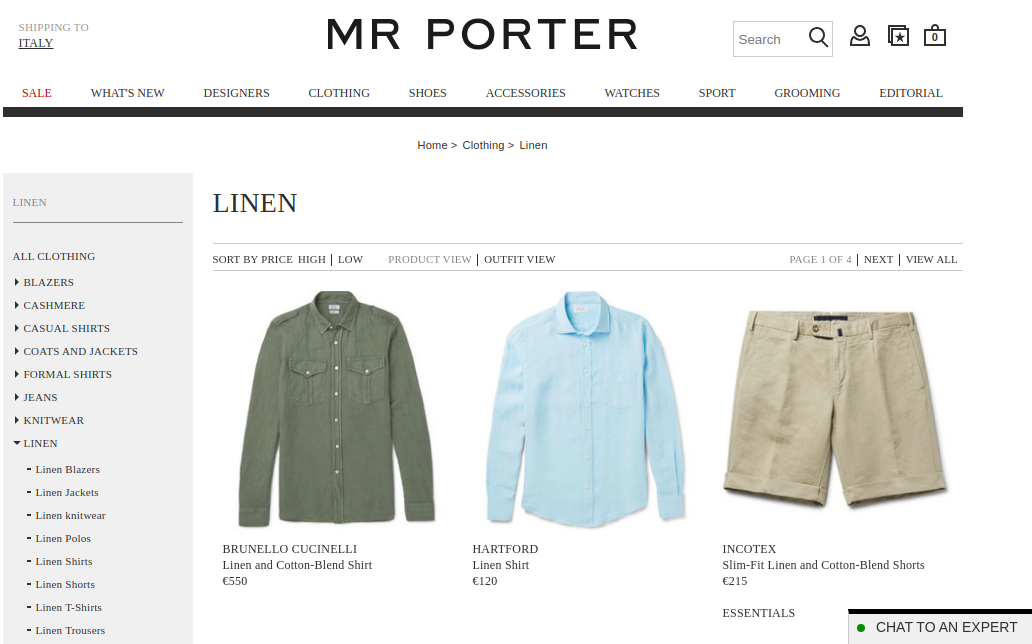 SHIPPING TO
ITALY
MR PORTER
Search
0
SALE WHAT'S NEW DESIGNERS CLOTHING SHOES ACCESSORIES WATCHES SPORT GROOMING EDITORIAL
Home > Clothing > Linen
LINEN
ALL CLOTHING
BLAZERS
CASHMERE
CASUAL SHIRTS
COATS AND JACKETS
FORMAL SHIRTS
JEANS
KNITWEAR
LINEN
Linen Blazers
Linen Jackets
Linen knitwear
Linen Polos
Linen Shirts
Linen Shorts
Linen T-Shirts
Linen Trousers
LINEN
SORT BY PRICE HIGH | LOW PRODUCT VIEW | OUTFIT VIEW PAGE 1 OF 4 | NEXT | VIEW ALL
BRUNELLO CUCINELLI
Linen and Cotton-Blend Shirt
€550
HARTFORD
Linen Shirt
€120
INCOTEX
Slim-Fit Linen and Cotton-Blend Shorts
€215
ESSENTIALS
CHAT TO AN EXPERT